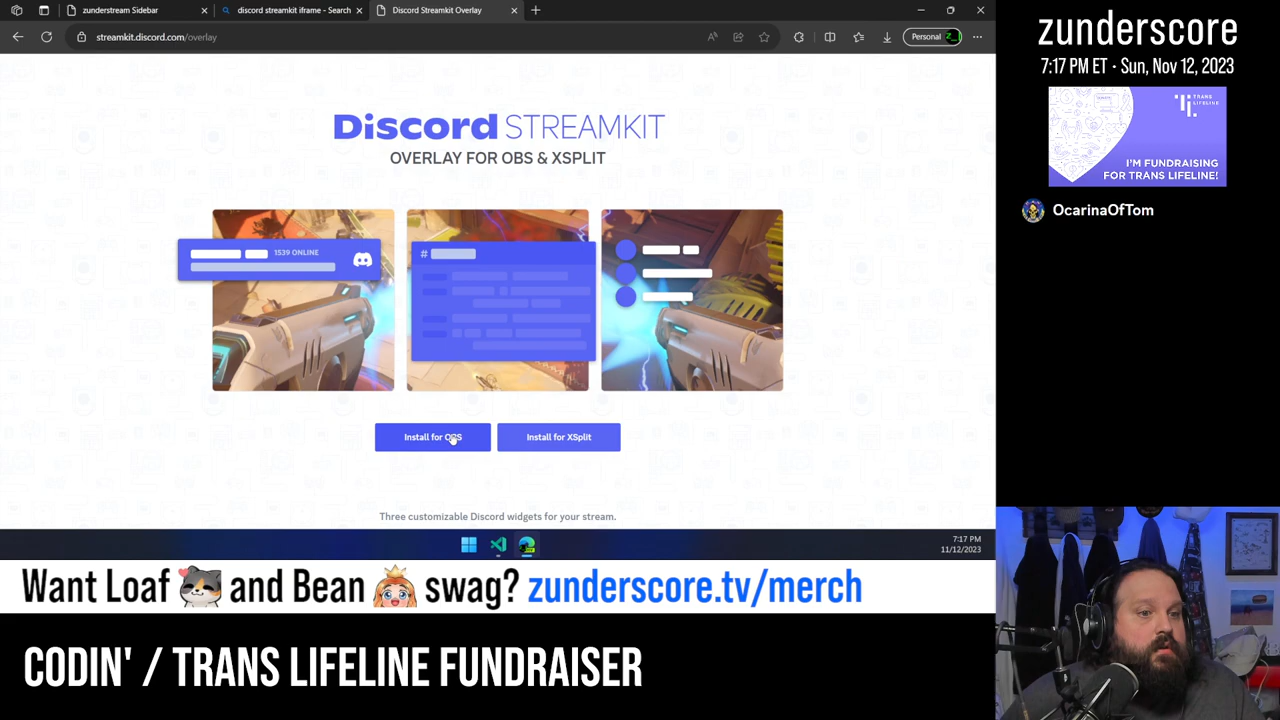 zunderstream Sidebar
discord streamkit iframe - Search
Discord Streamkit Overlay
streamkit.discord.com/overlay
Personal
Discord STREAMKIT
OVERLAY FOR OBS & XSPLIT
1539 ONLINE
#
Install for OBS
Install for XSplit
Three customizable Discord widgets for your stream.
7:17 PM
11/12/2023
zunderscore
7:17 PM ET · Sun, Nov 12, 2023
TRANS
LIFELINE
I'M FUNDRAISING
FOR TRANS LIFELINE!
OcarinaOfTom
Want Loaf and Bean swag? zunderscore.tv/merch
CODIN' / TRANS LIFELINE FUNDRAISER